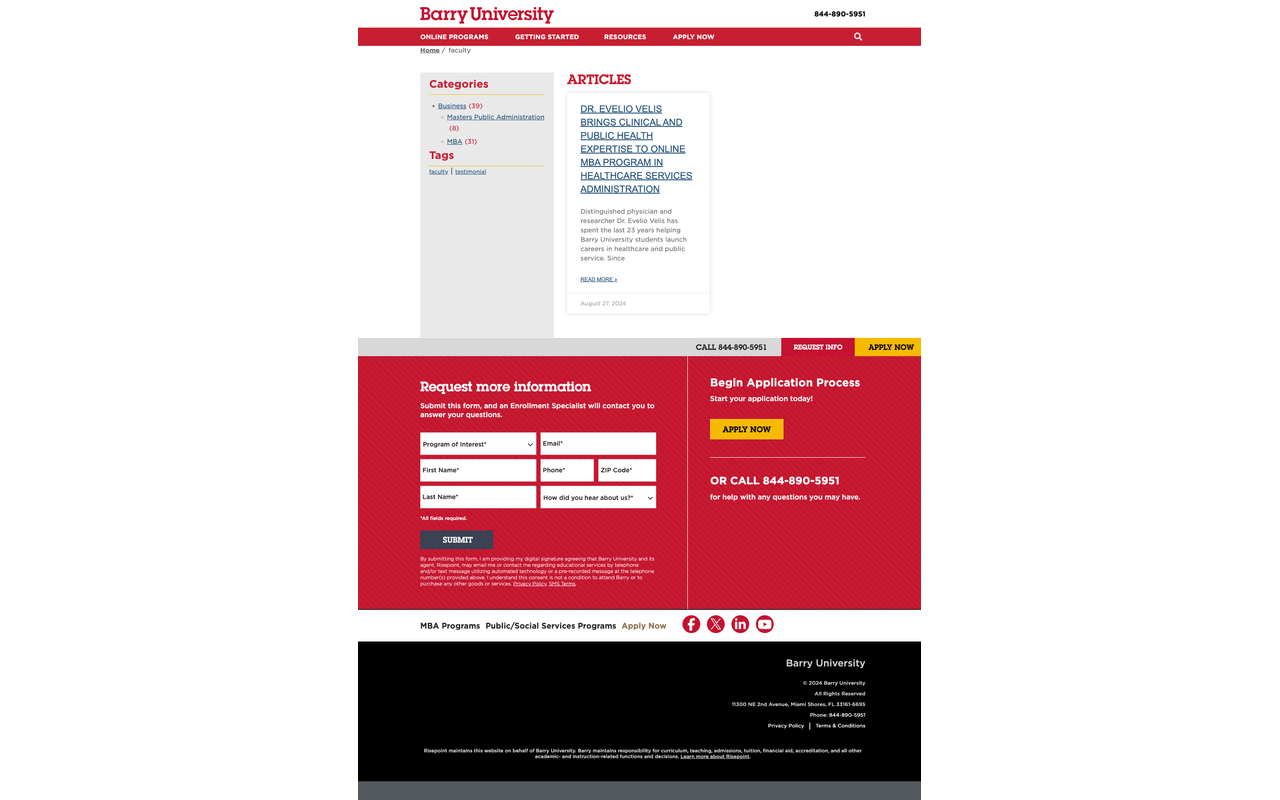 Barry University
844-890-5951
ONLINE PROGRAMS GETTING STARTED RESOURCES APPLY NOW
Home / faculty
Categories
Business (39)
Masters Public Administration
(8)
MBA (31)
Tags
faculty | testimonial
ARTICLES
DR. EVELIO VELIS
BRINGS CLINICAL AND
PUBLIC HEALTH
EXPERTISE TO ONLINE
MBA PROGRAM IN
HEALTHCARE SERVICES
ADMINISTRATION
Distinguished physician and
researcher Dr. Evelio Velis has
spent the last 23 years helping
Barry University students launch
careers in healthcare and public
service. Since
READ MORE »
August 27, 2024
CALL 844-890-5951 REQUEST INFO APPLY NOW
Request more information
Submit this form, and an Enrollment Specialist will contact you to
answer your questions.
Program of Interest* Email*
First Name* Phone* ZIP Code*
Last Name* How did you hear about us?*
*All fields required.
SUBMIT
By submitting this form, I am providing my digital signature agreeing that Barry University and its
agent, Risepoint, may email me or contact me regarding educational services by telephone
and/or text message utilizing automated technology or a pre-recorded message at the telephone
number(s) provided above. I understand this consent is not a condition to attend Barry or to
purchase any other goods or services. Privacy Policy. SMS Terms.
Begin Application Process
Start your application today!
APPLY NOW
OR CALL 844-890-5951
for help with any questions you may have.
MBA Programs Public/Social Services Programs Apply Now
Barry University
© 2024 Barry University
All Rights Reserved
11300 NE 2nd Avenue, Miami Shores, FL 33161-6695
Phone: 844-890-5951
Privacy Policy | Terms & Conditions
Risepoint maintains this website on behalf of Barry University. Barry maintains responsibility for curriculum, teaching, admissions, tuition, financial aid, accreditation, and all other
academic- and instruction-related functions and decisions. Learn more about Risepoint.